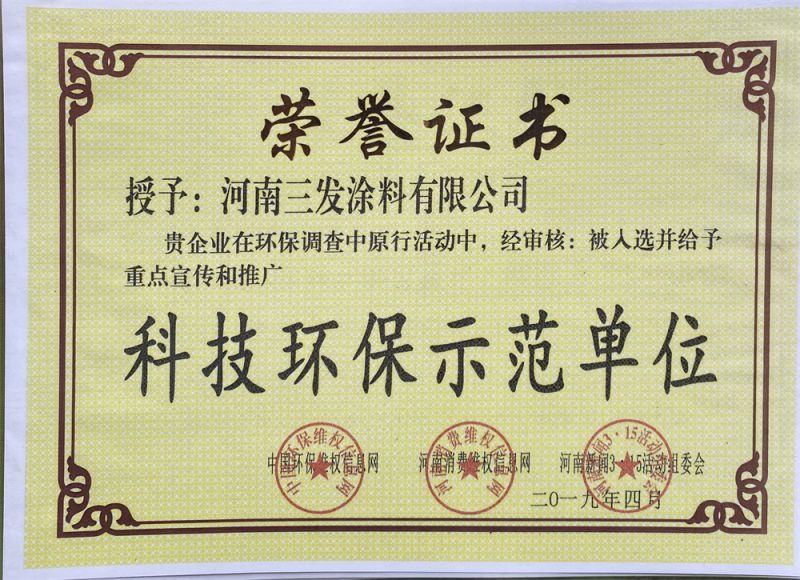 荣誉证书
授予：河南三发涂料有限公司
贵企业在环保调查中原行活动中，经审核：被入选并给予
重点宣传和推广
科技环保示范单位
中国环保维权信息网 河南消费维权信息网 河南新闻3·15活动组委会
二〇一九年四月